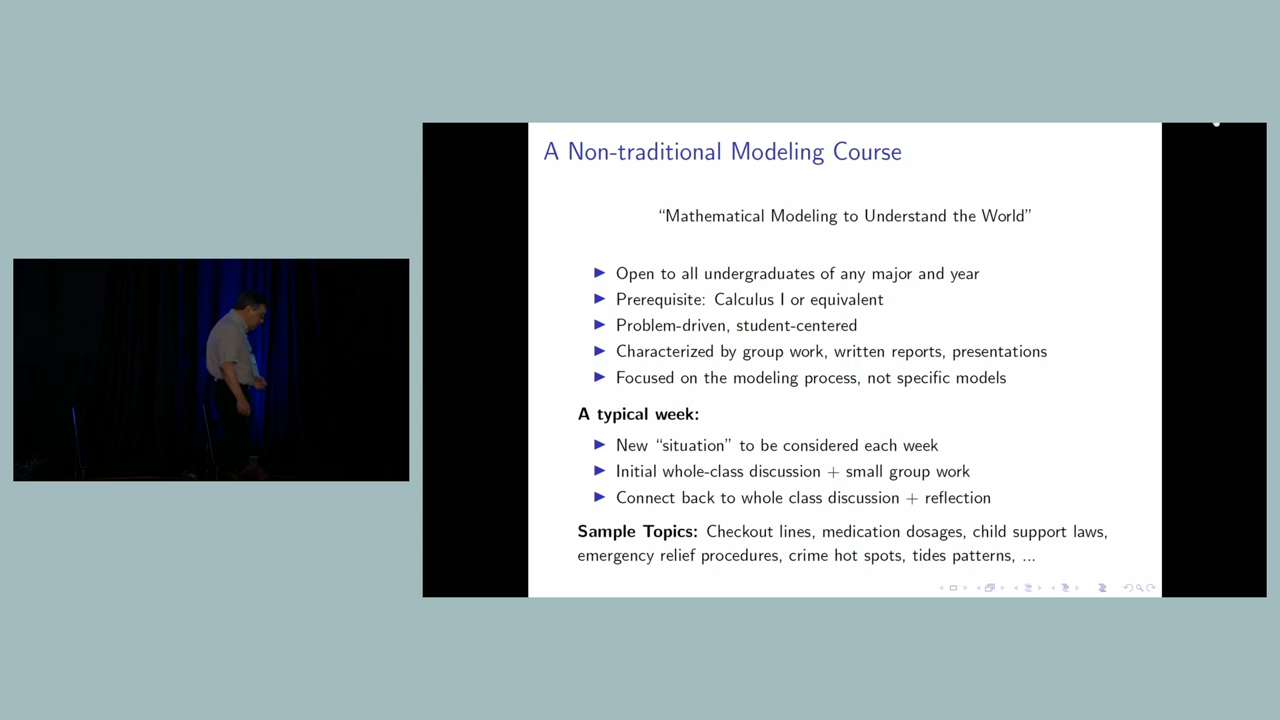 A Non-traditional Modeling Course
“Mathematical Modeling to Understand the World”
▶ Open to all undergraduates of any major and year
▶ Prerequisite: Calculus I or equivalent
▶ Problem-driven, student-centered
▶ Characterized by group work, written reports, presentations
▶ Focused on the modeling process, not specific models
A typical week:
▶ New “situation” to be considered each week
▶ Initial whole-class discussion + small group work
▶ Connect back to whole class discussion + reflection
Sample Topics: Checkout lines, medication dosages, child support laws,
emergency relief procedures, crime hot spots, tides patterns, ...